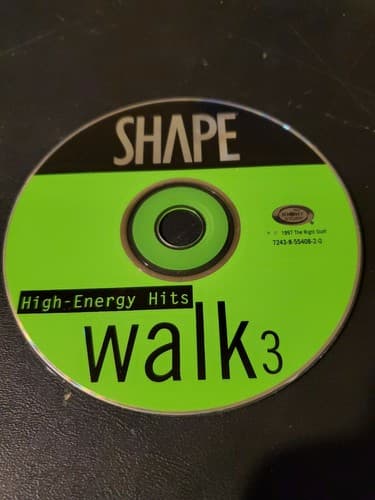 SHAPE
℗ © 1997 The Right Stuff
7243-8-55408-2-0
High-Energy Hits
walk3